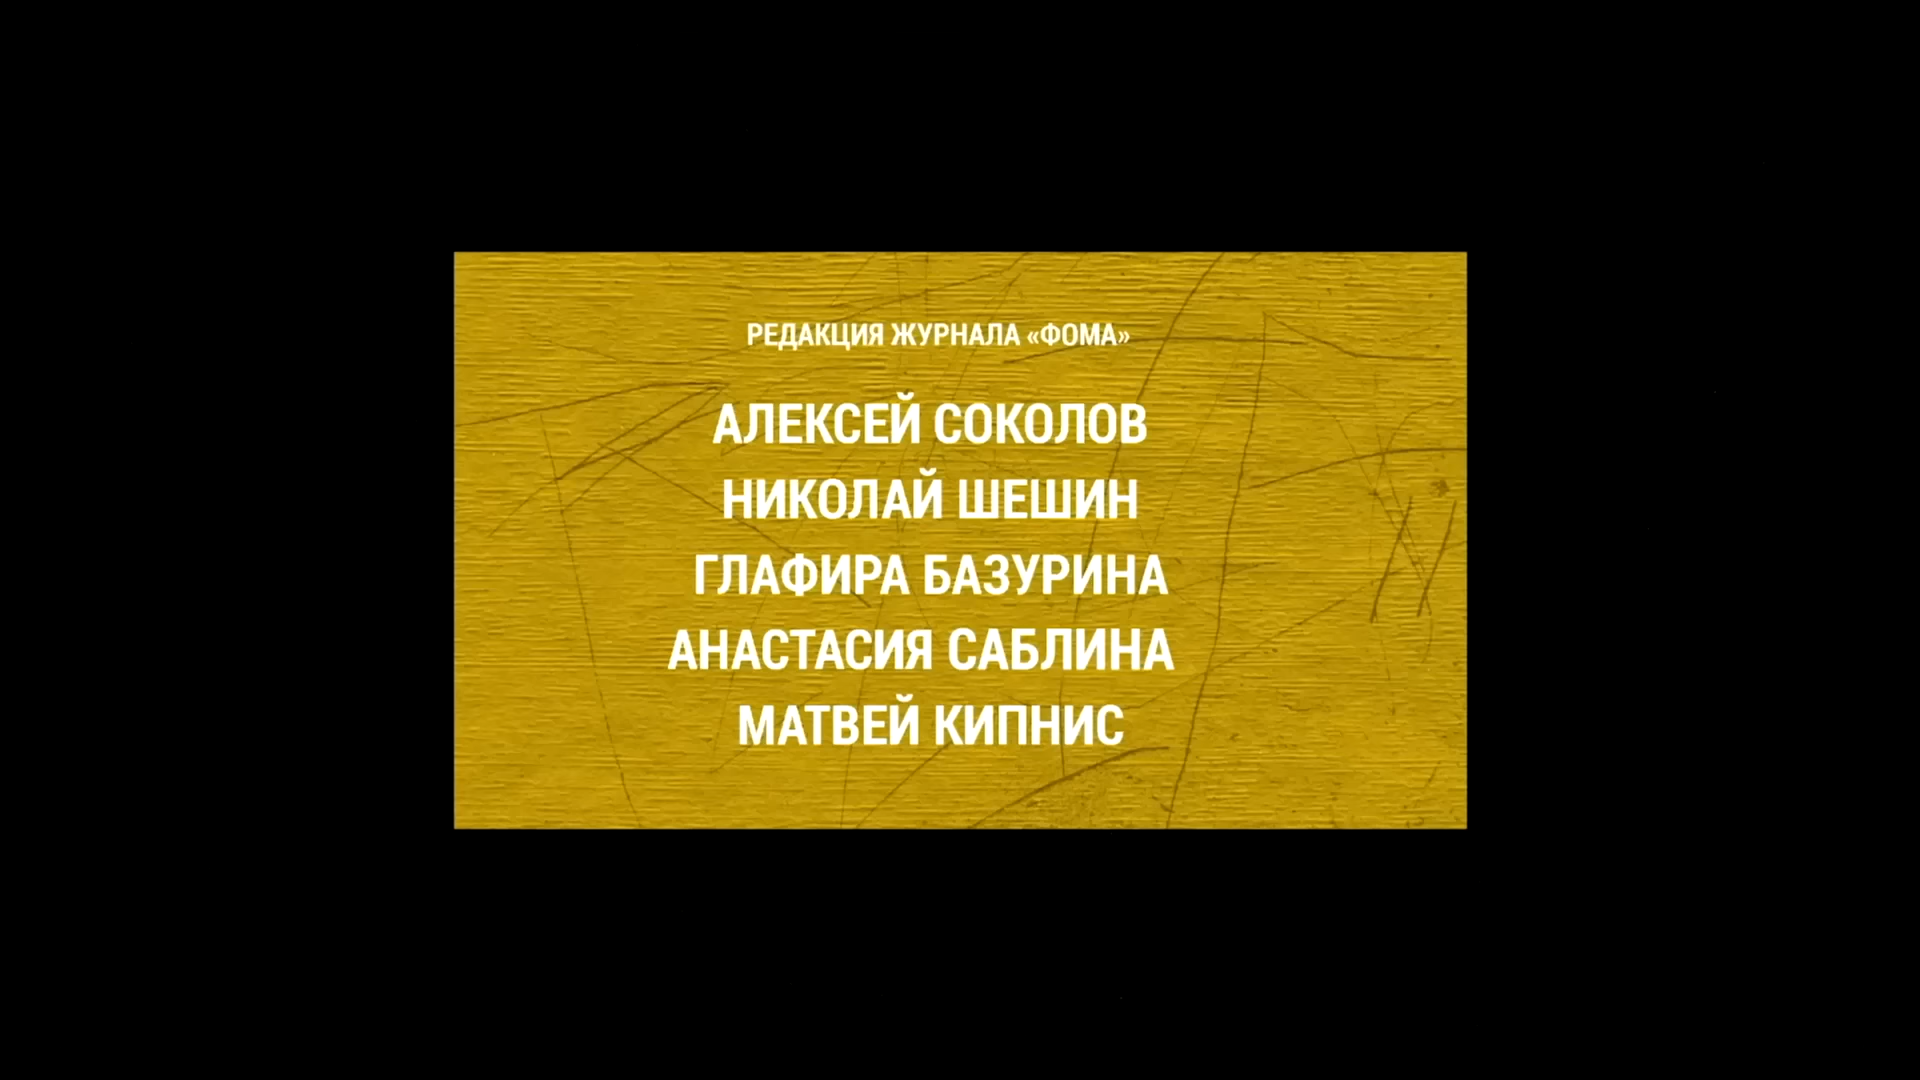 РЕДАКЦИЯ ЖУРНАЛА «ФОМА»
АЛЕКСЕЙ СОКОЛОВ
НИКОЛАЙ ШЕШИН
ГЛАФИРА БАЗУРИНА
АНАСТАСИЯ САБЛИНА
МАТВЕЙ КИПНИС